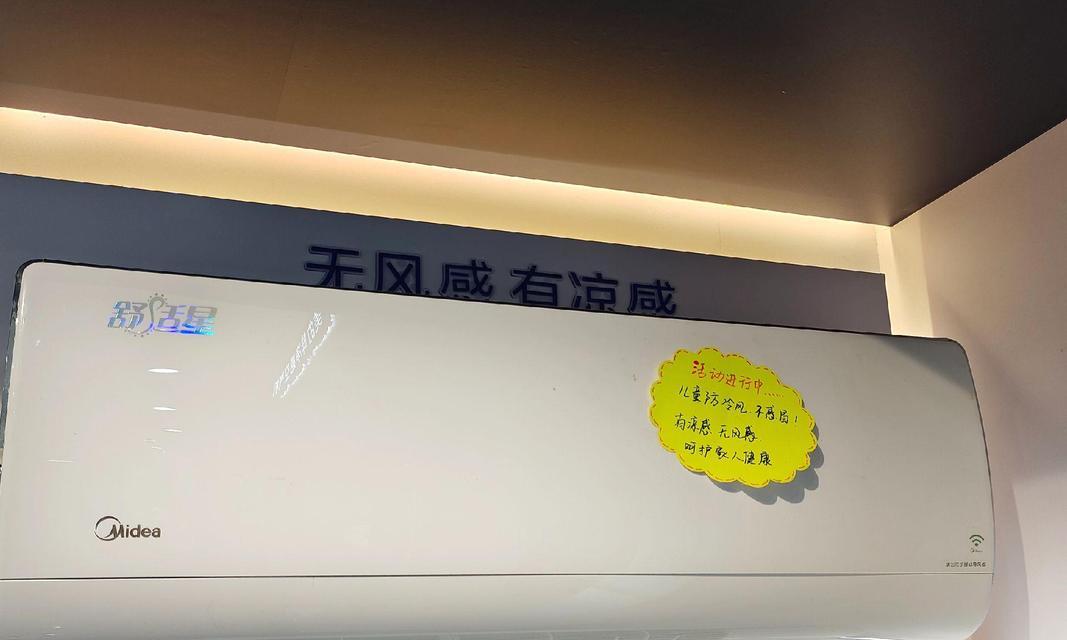 无风感 有凉感
舒适星
活动进行中......
儿童防冷风.不感冒!
有凉感 无风感
呵护家人健康
Midea